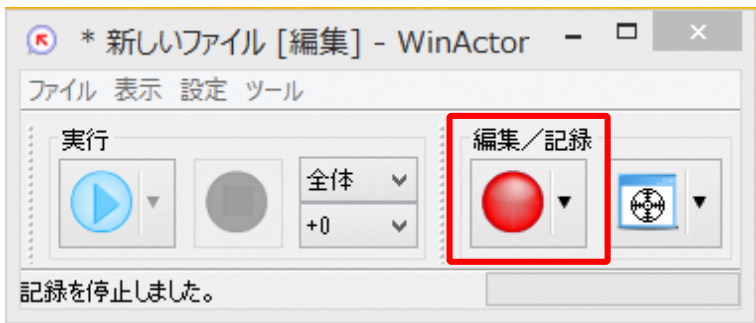 * 新しいファイル [編集] - WinActor
ファイル 表示 設定 ツール
実行
編集／記録
全体
+0
記録を停止しました。